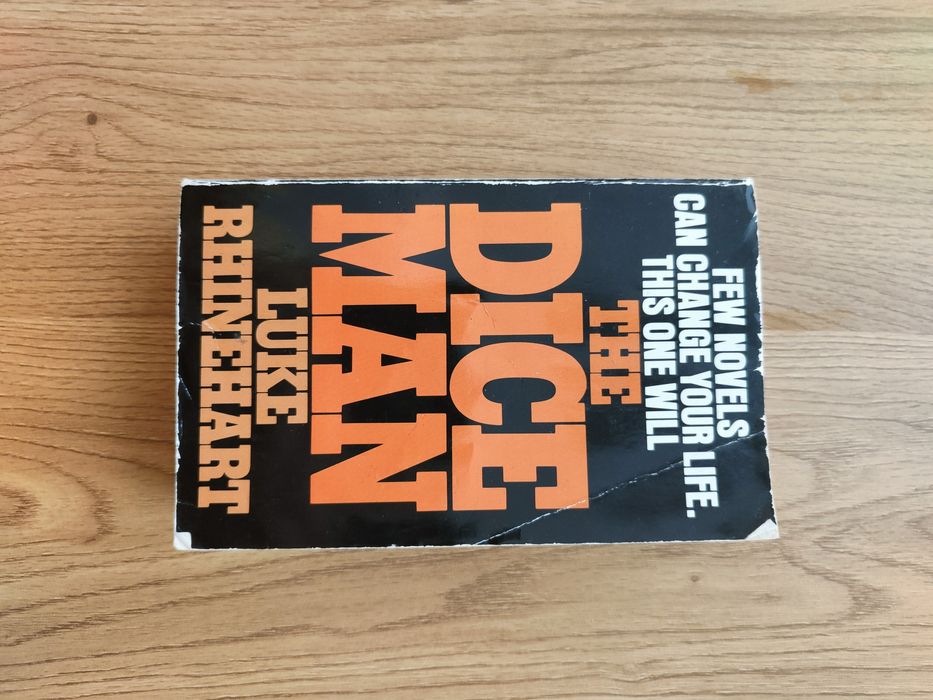 FEW NOVELS
CAN CHANGE YOUR LIFE.
THIS ONE WILL
THE
DICE
MAN
LUKE
RHINEHART